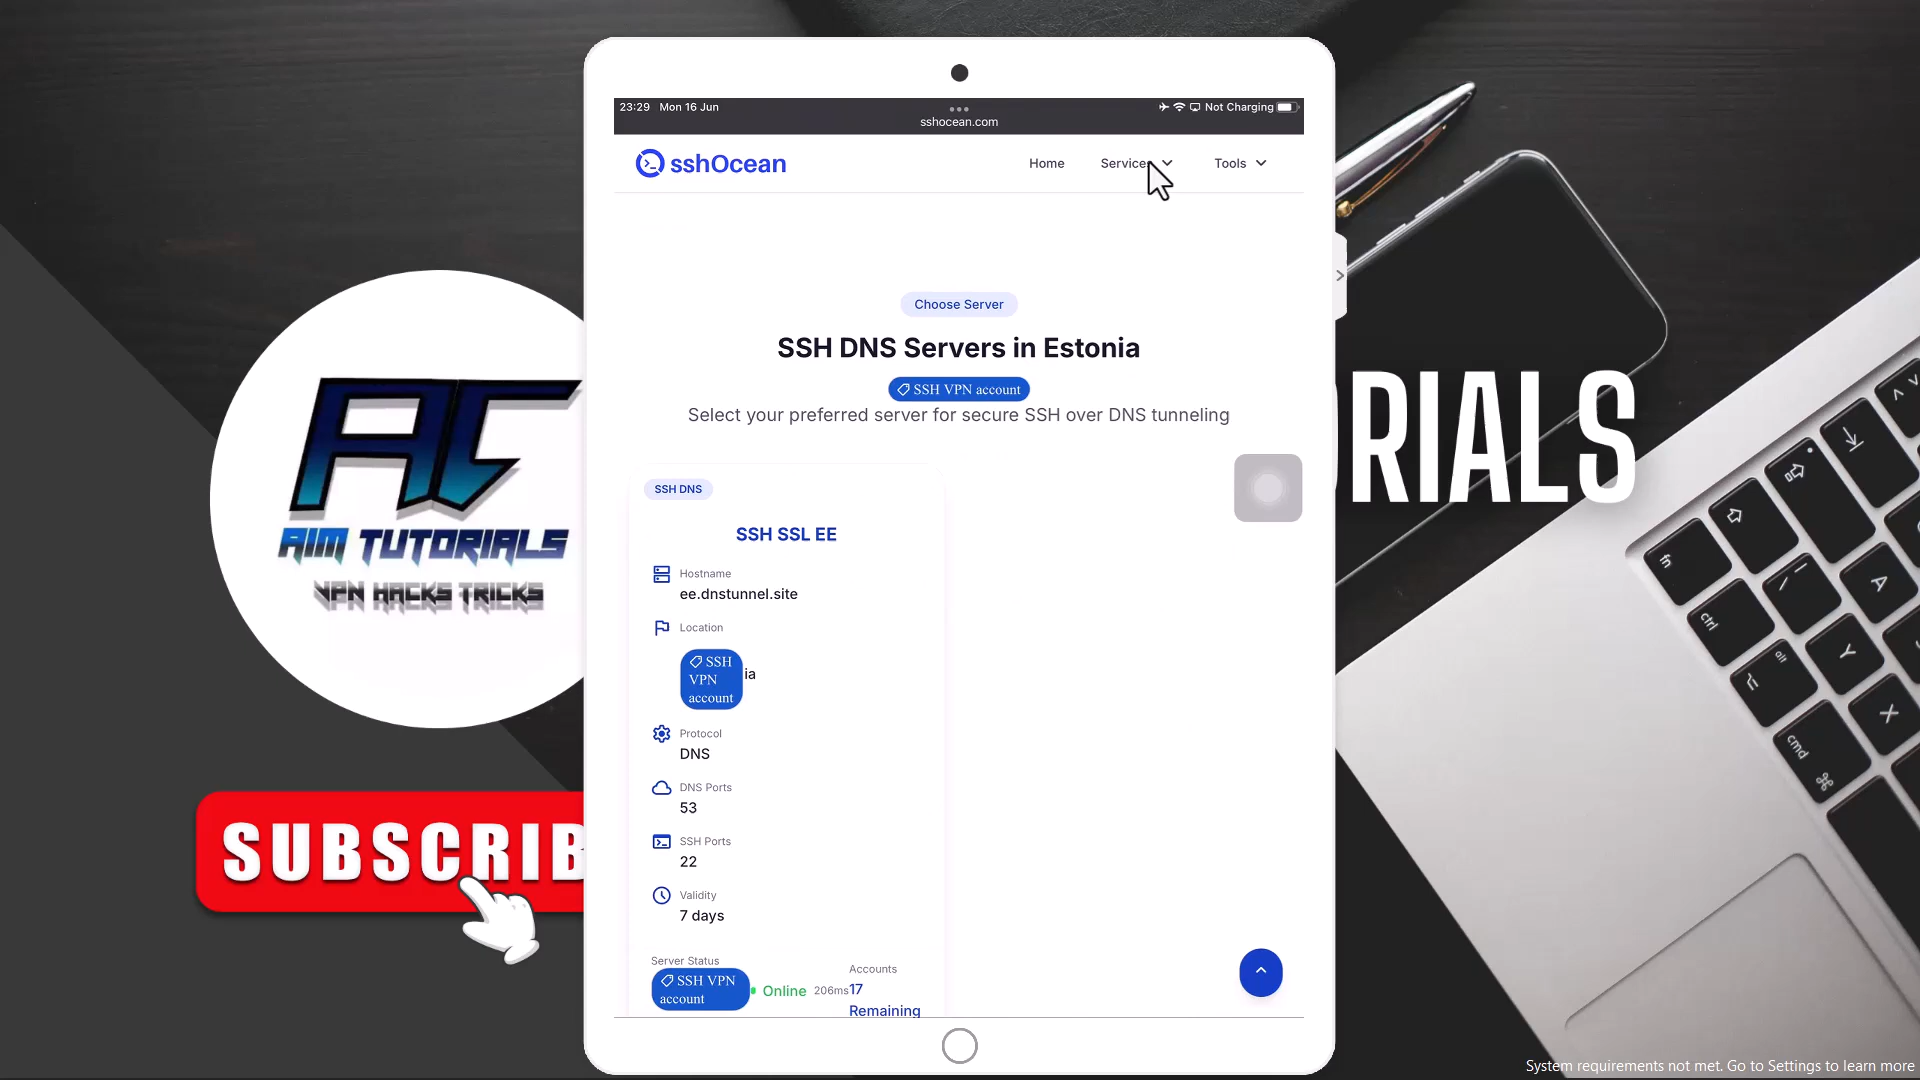 23:29 Mon 16 Jun
Not Charging
sshocean.com
sshOcean
Home
Tools
Choose Server
SSH DNS Servers in Estonia
SSH VPN account
Select your preferred server for secure SSH over DNS tunneling
SSH DNS
SSH SSL EE
Hostname
ee.dnstunnel.site
Location
SSH
VPN
account
ia
Protocol
DNS
DNS Ports
53
SSH Ports
22
Validity
7 days
Server Status
SSH VPN
account
Online 206ms
Accounts
17
Remaining
AIM TUTORIALS
VPN HACKS TRICKS
SUBSCRIB
RIALS
fn
ctrl
alt
cmd
A
Y
X
System requirements not met. Go to Settings to learn more